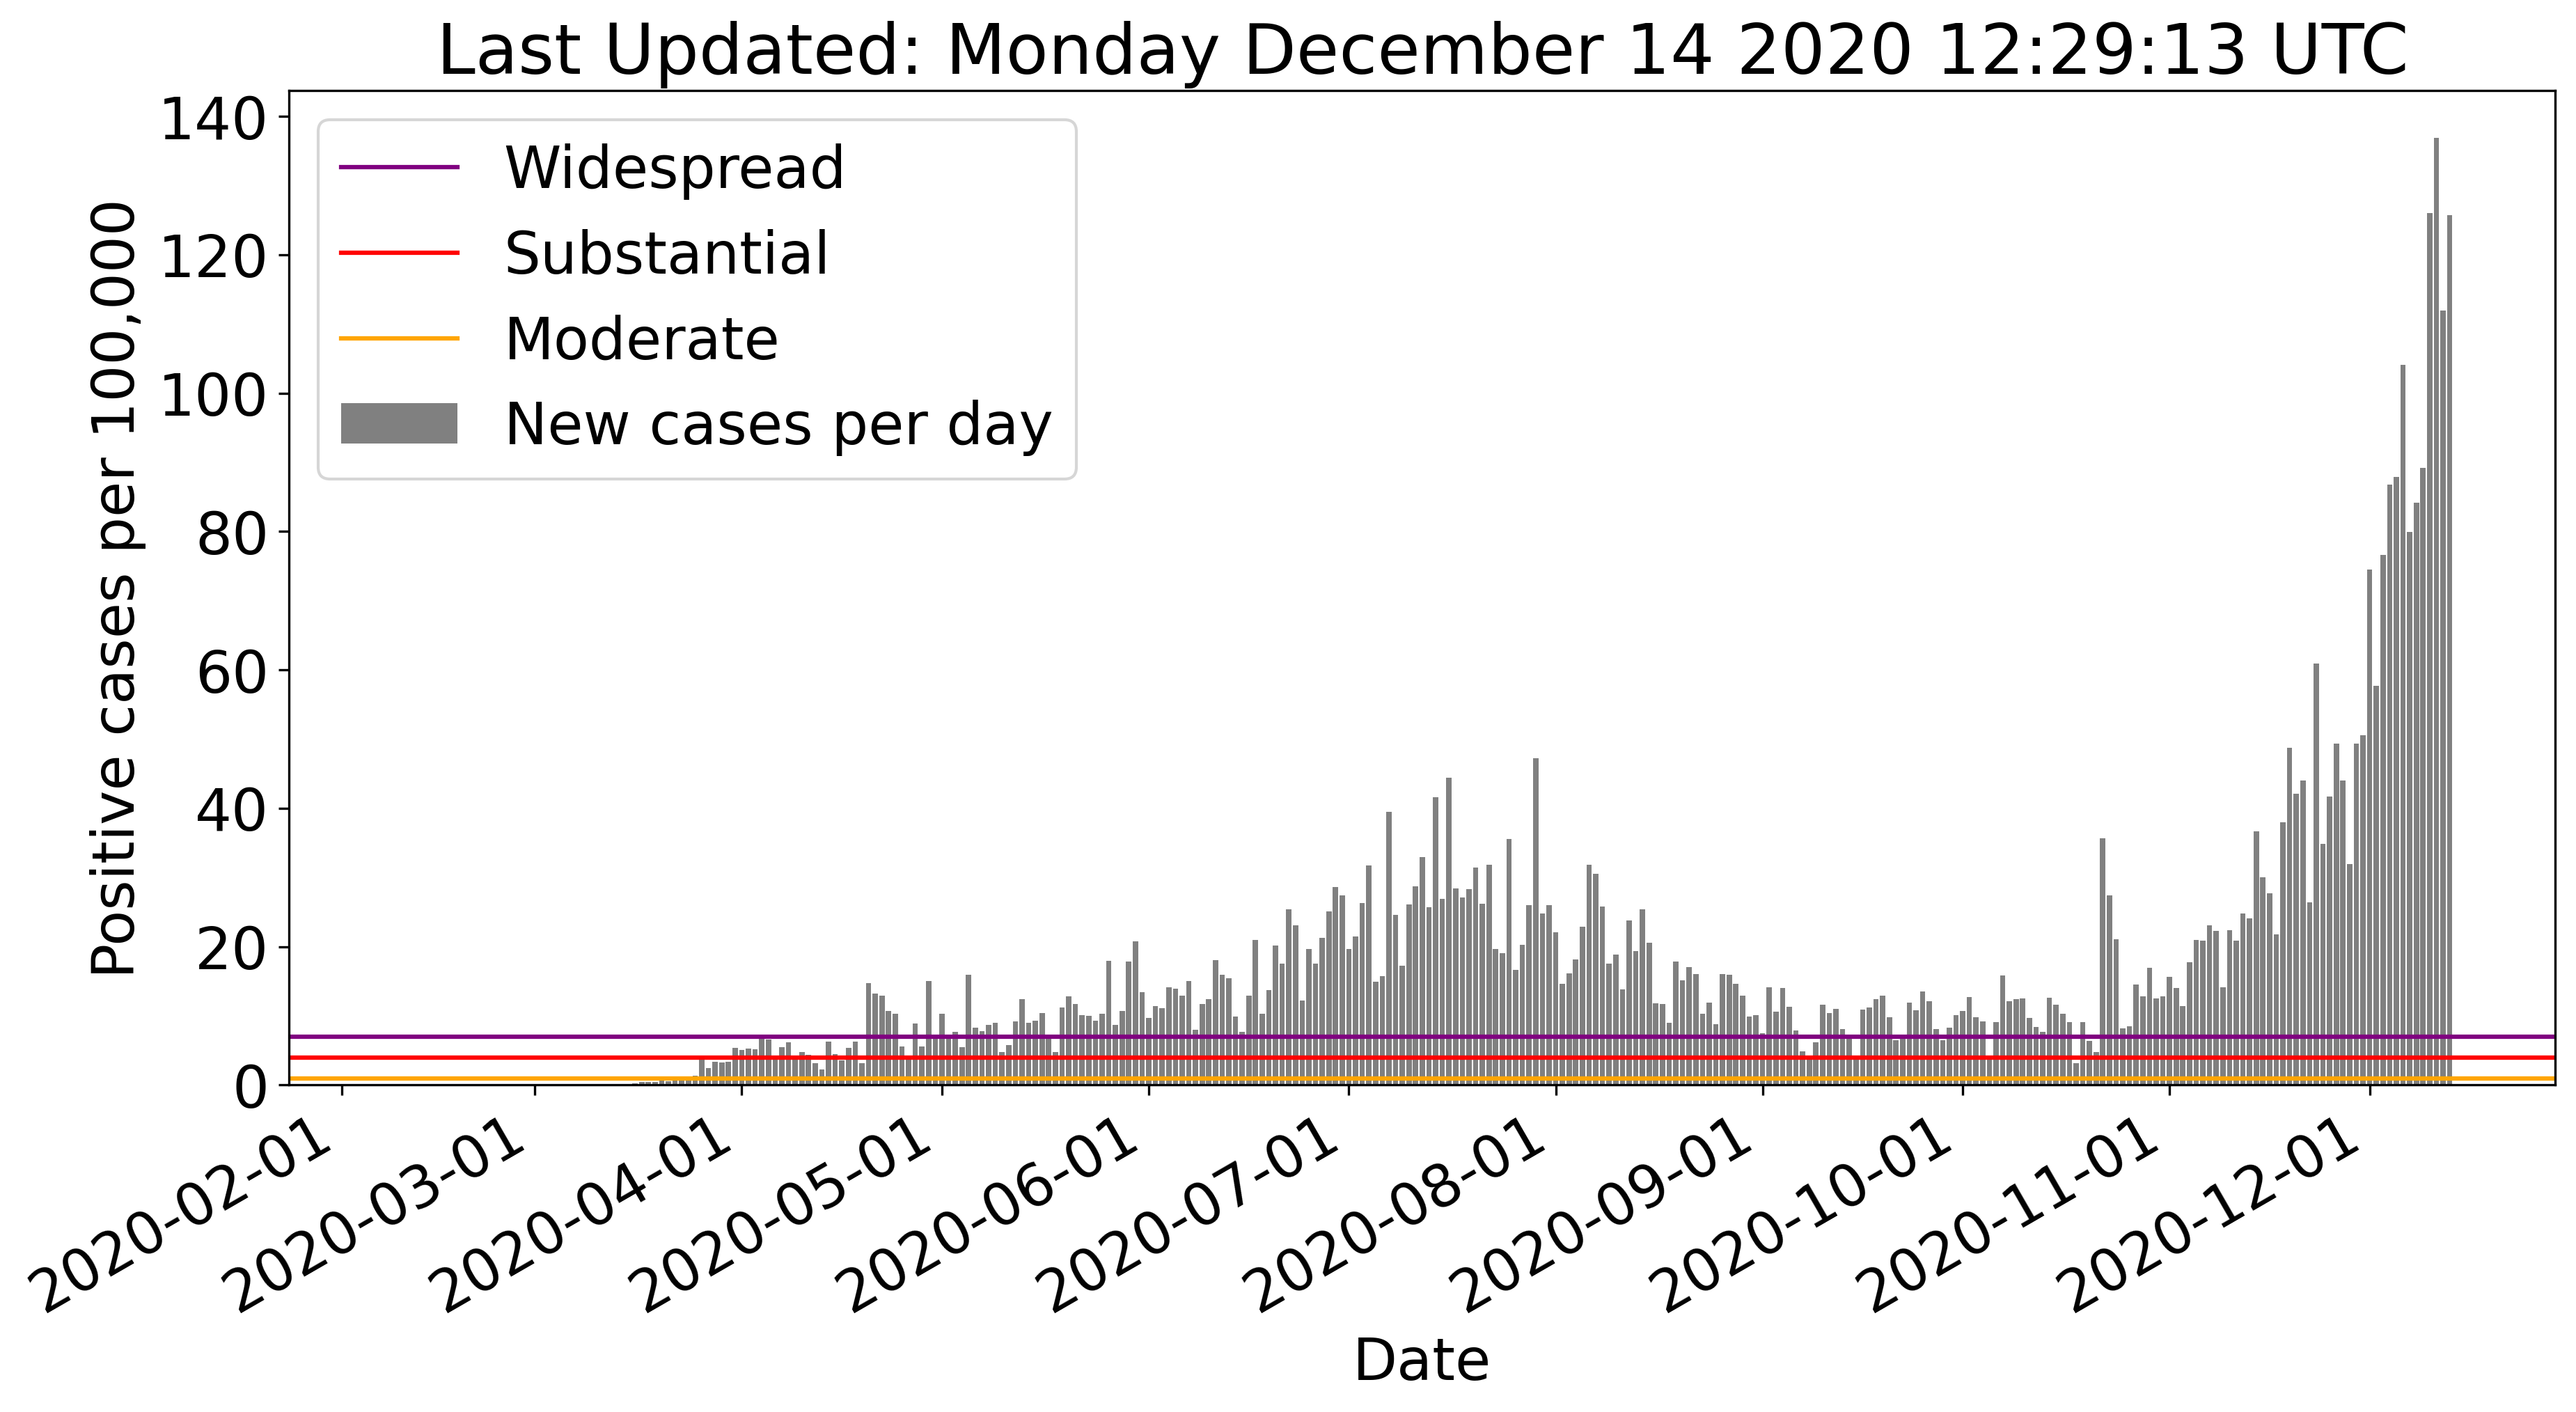 Last Updated: Monday December 14 2020 12:29:13 UTC
Positive cases per 100,000
140
120
100
80
60
40
20
0
Widespread
Substantial
Moderate
New cases per day
2020-02-01
2020-03-01
2020-04-01
2020-05-01
2020-06-01
2020-07-01
2020-08-01
2020-09-01
2020-10-01
2020-11-01
2020-12-01
Date